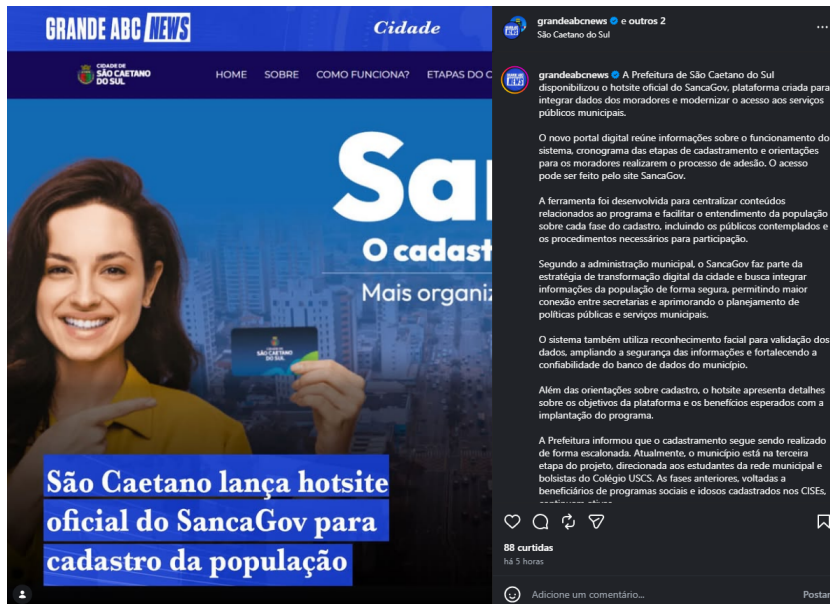 GRANDE ABC NEWS
Cidade
CIDADE DE
SÃO CAETANO
DO SUL
HOME SOBRE COMO FUNCIONA? ETAPAS DO C
San
O cadast
Mais organiz
CIDADE DE
SÃO CAETANO
DO SUL
São Caetano lança hotsite
oficial do SancaGov para
cadastro da população
grandeabcnews e outros 2
São Caetano do Sul
grandeabcnews A Prefeitura de São Caetano do Sul
disponibilizou o hotsite oficial do SancaGov, plataforma criada para
integrar dados dos moradores e modernizar o acesso aos serviços
públicos municipais.
O novo portal digital reúne informações sobre o funcionamento do
sistema, cronograma das etapas de cadastramento e orientações
para os moradores realizarem o processo de adesão. O acesso
pode ser feito pelo site SancaGov.
A ferramenta foi desenvolvida para centralizar conteúdos
relacionados ao programa e facilitar o entendimento da população
sobre cada fase do cadastro, incluindo os públicos contemplados e
os procedimentos necessários para participação.
Segundo a administração municipal, o SancaGov faz parte da
estratégia de transformação digital da cidade e busca integrar
informações da população de forma segura, permitindo maior
conexão entre secretarias e aprimorando o planejamento de
políticas públicas e serviços municipais.
O sistema também utiliza reconhecimento facial para validação dos
dados, ampliando a segurança das informações e fortalecendo a
confiabilidade do banco de dados do município.
Além das orientações sobre cadastro, o hotsite apresenta detalhes
sobre os objetivos da plataforma e os benefícios esperados com a
implantação do programa.
A Prefeitura informou que o cadastramento segue sendo realizado
de forma escalonada. Atualmente, o município está na terceira
etapa do projeto, direcionada aos estudantes da rede municipal e
bolsistas do Colégio USCS. As fases anteriores, voltadas a
beneficiários de programas sociais e idosos cadastrados nos CISEs,
88 curtidas
há 5 horas
Adicione um comentário...
Postar